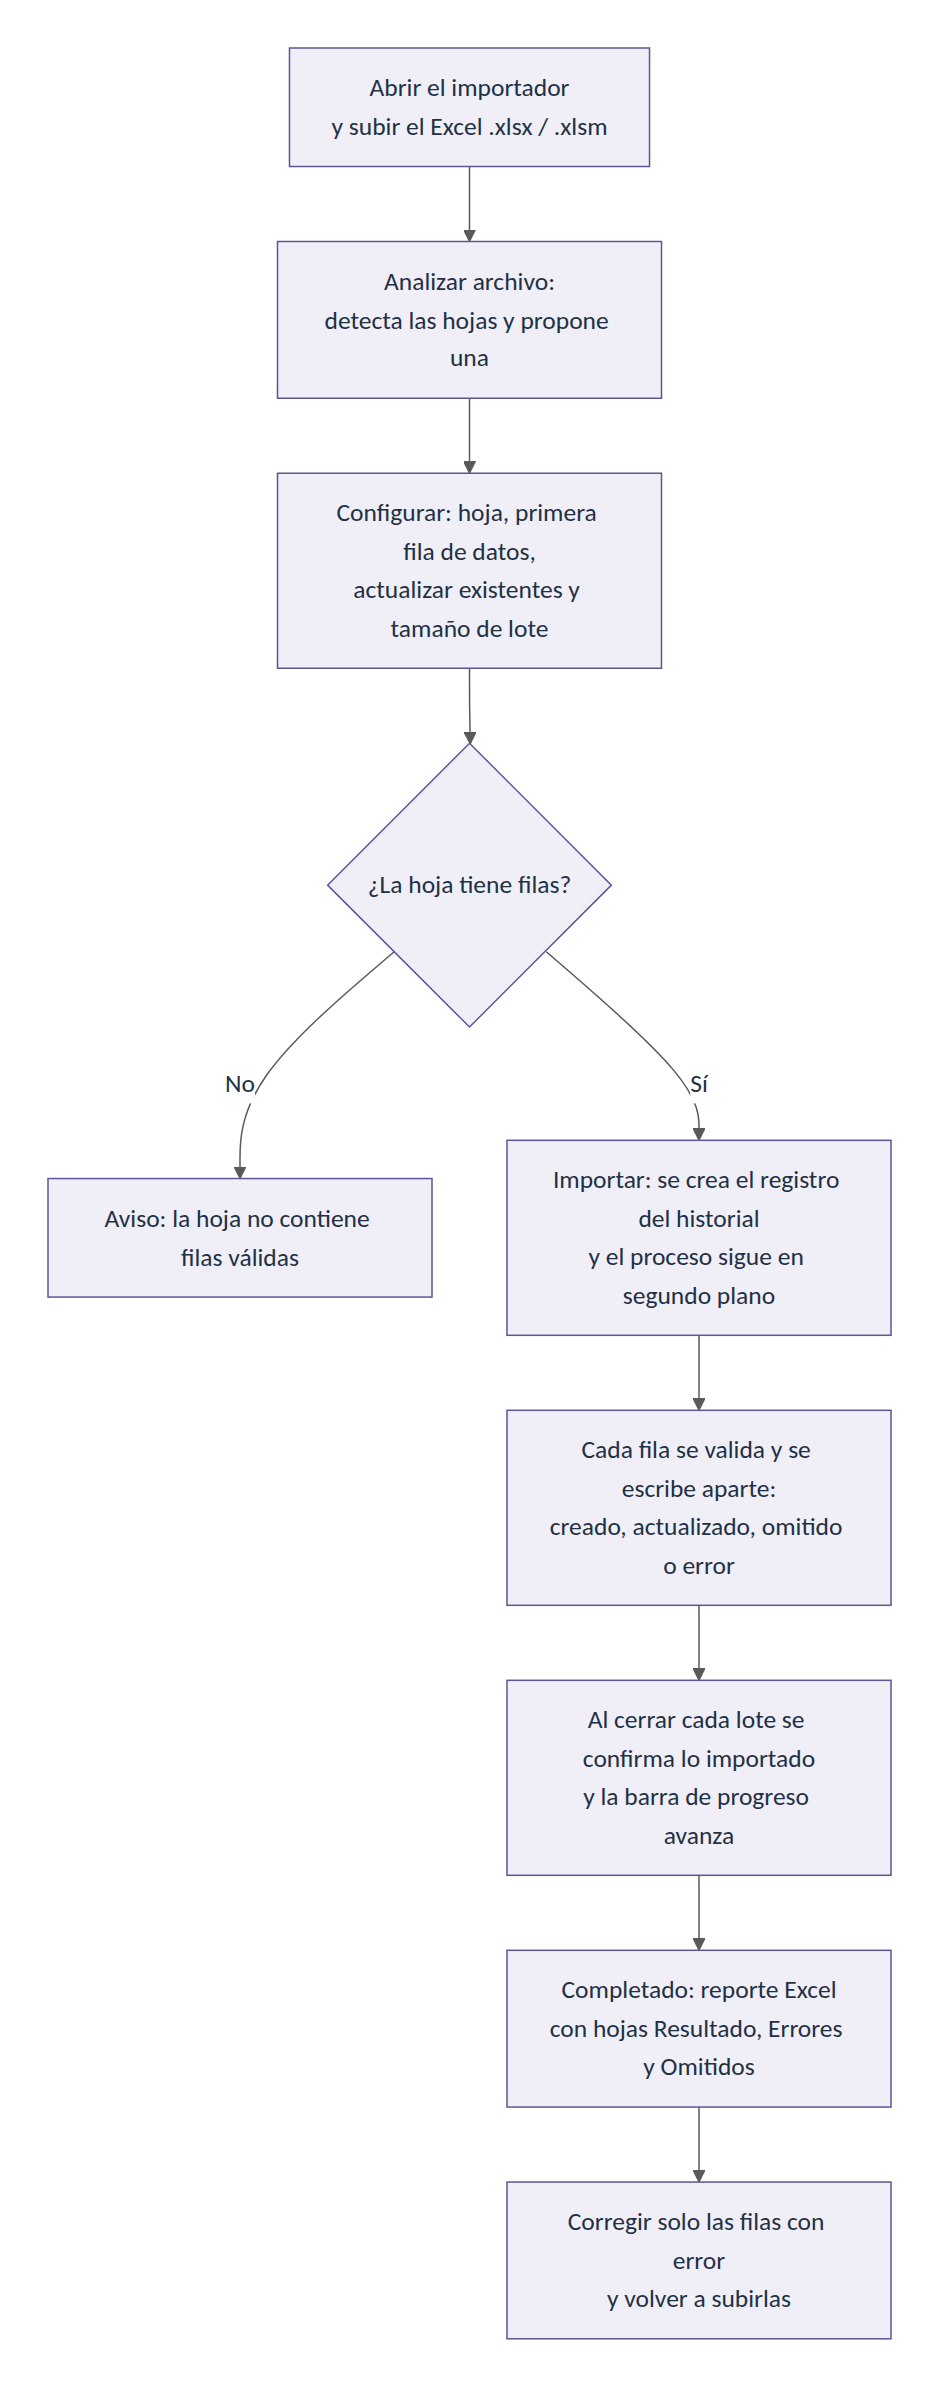 Abrir el importador
y subir el Excel .xlsx / .xlsm
Analizar archivo:
detecta las hojas y propone
una
Configurar: hoja, primera
fila de datos,
actualizar existentes y
tamaño de lote
¿La hoja tiene filas?
No
Sí
Aviso: la hoja no contiene
filas válidas
Importar: se crea el registro
del historial
y el proceso sigue en
segundo plano
Cada fila se valida y se
escribe aparte:
creado, actualizado, omitido
o error
Al cerrar cada lote se
confirma lo importado
y la barra de progreso
avanza
Completado: reporte Excel
con hojas Resultado, Errores
y Omitidos
Corregir solo las filas con
error
y volver a subirlas